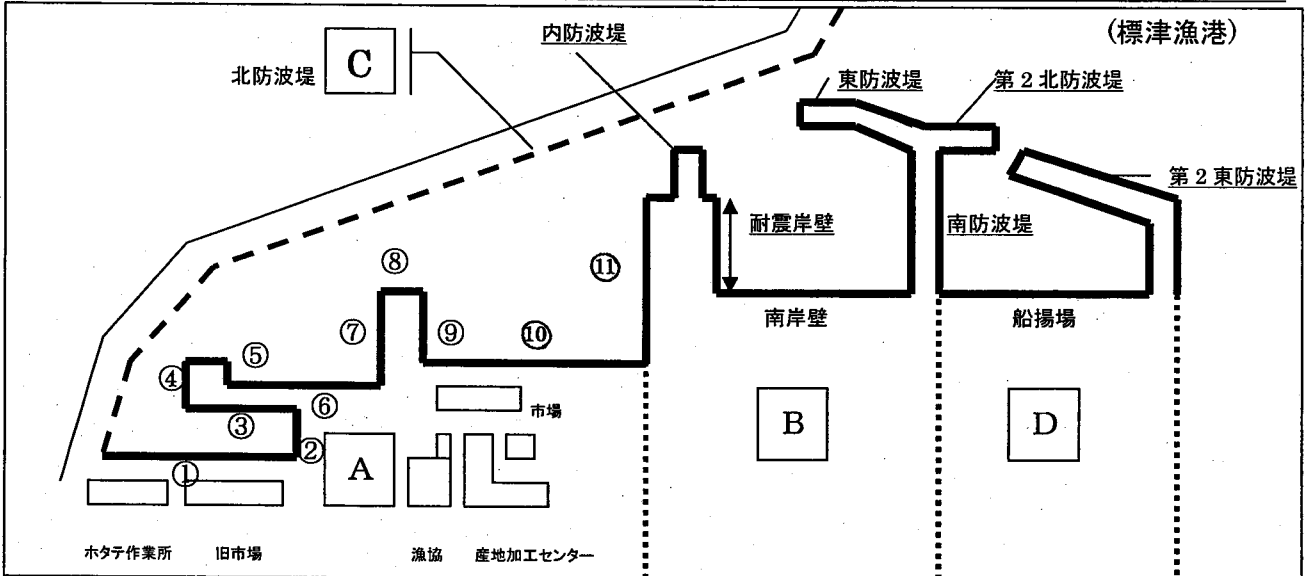 (標津漁港)
内防波堤
北防波堤
C
東防波堤
第2北防波堤
第2東防波堤
耐震岸壁
南防波堤
⑧
⑪
⑦
⑨
⑩
南岸壁
船揚場
⑤
④
⑥
③
②
①
市場
A
B
D
ホタテ作業所
旧市場
漁協
産地加工センター